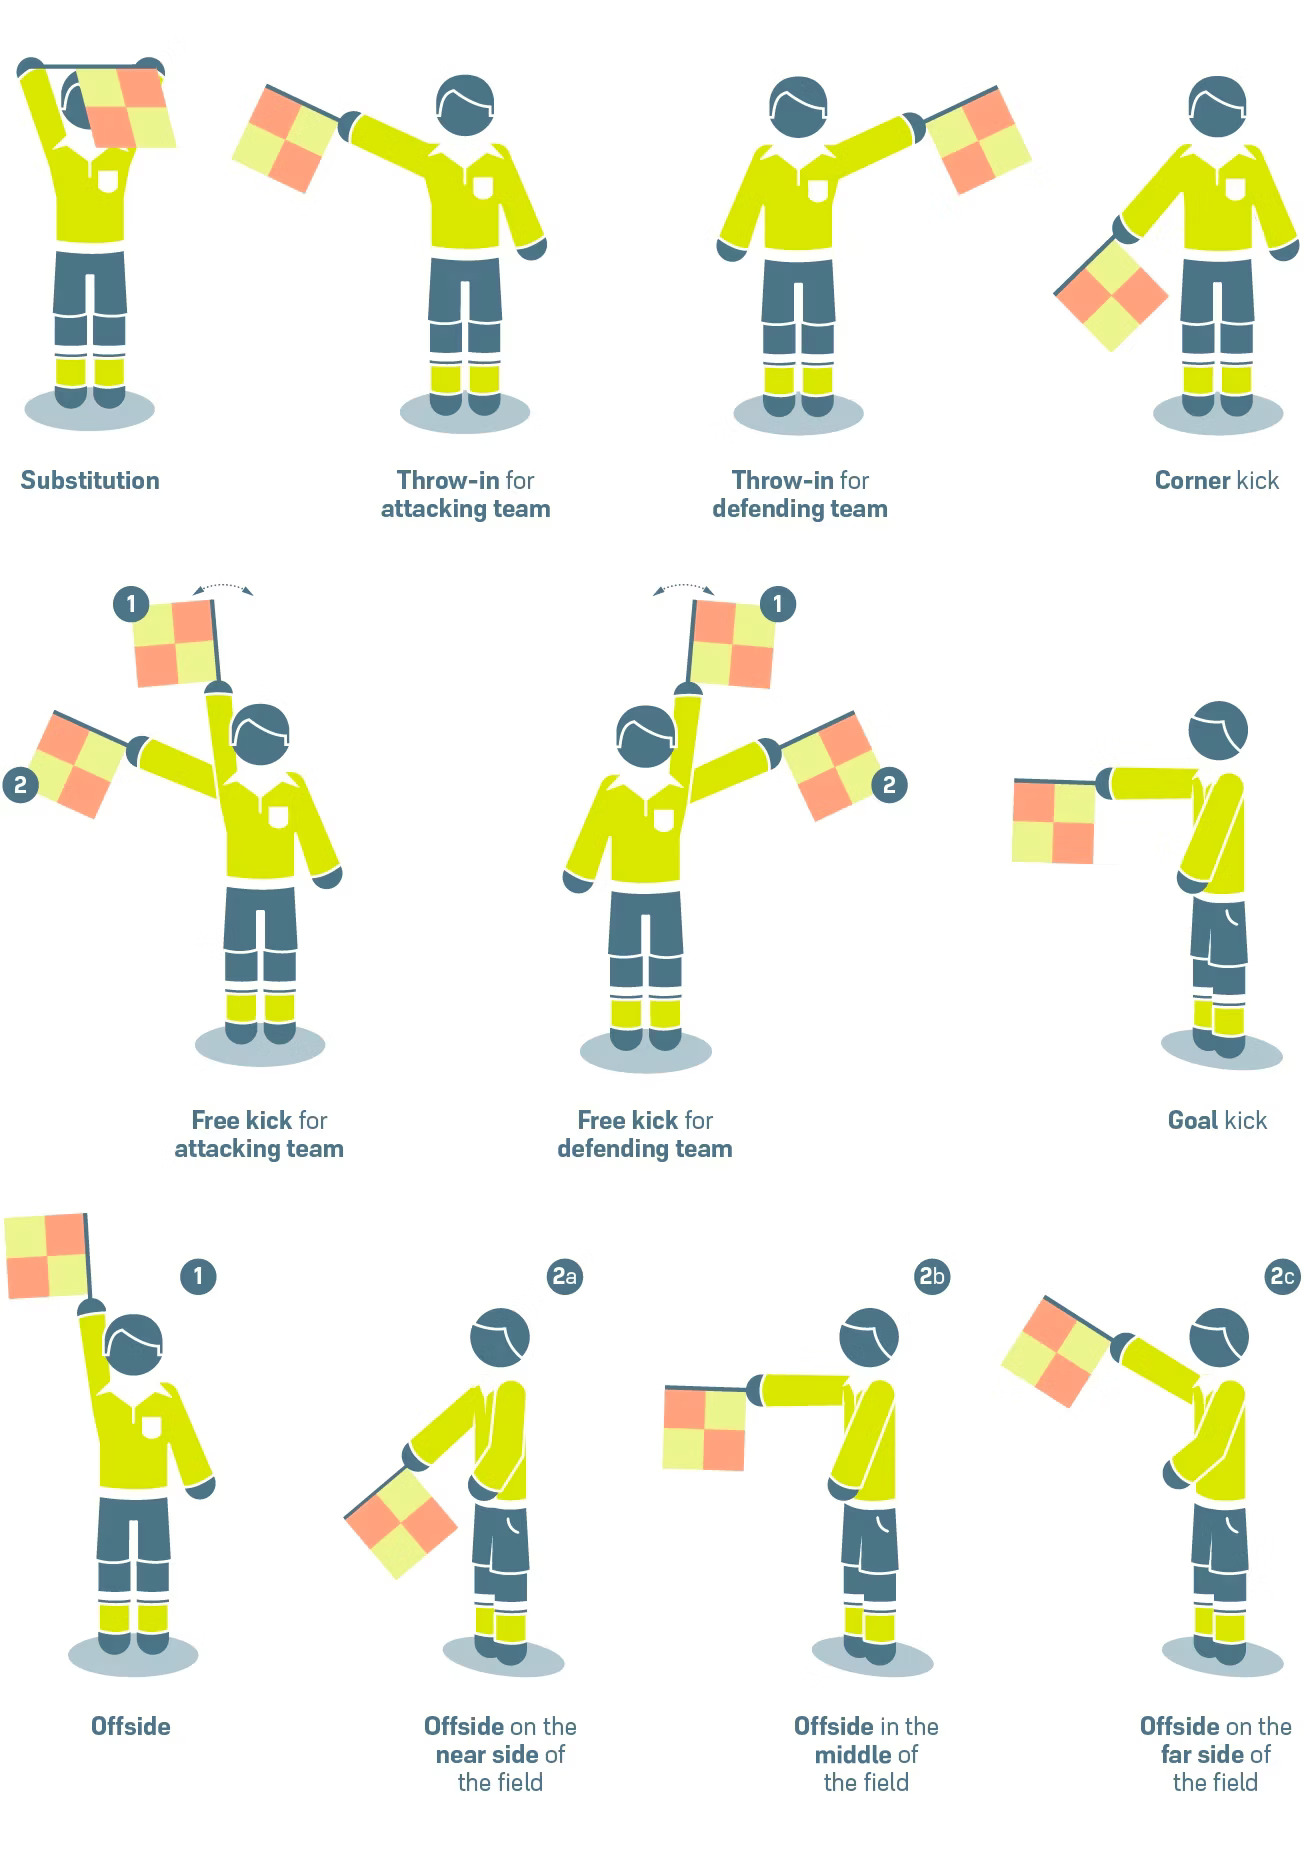 Substitution
Throw-in for
attacking team
Throw-in for
defending team
Corner kick
1
2
1
2
Free kick for
attacking team
Free kick for
defending team
Goal kick
1
2a
2b
2c
Offside
Offside on the
near side of
the field
Offside in the
middle of
the field
Offside on the
far side of
the field